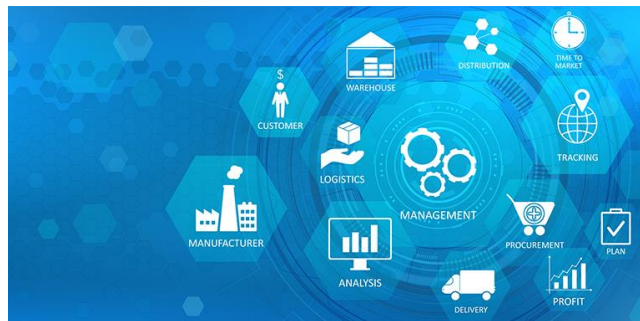 $
CUSTOMER
WAREHOUSE
DISTRIBUTION
TIME TO
MARKET
LOGISTICS
TRACKING
MANUFACTURER
MANAGEMENT
PROCUREMENT
PLAN
ANALYSIS
DELIVERY
PROFIT